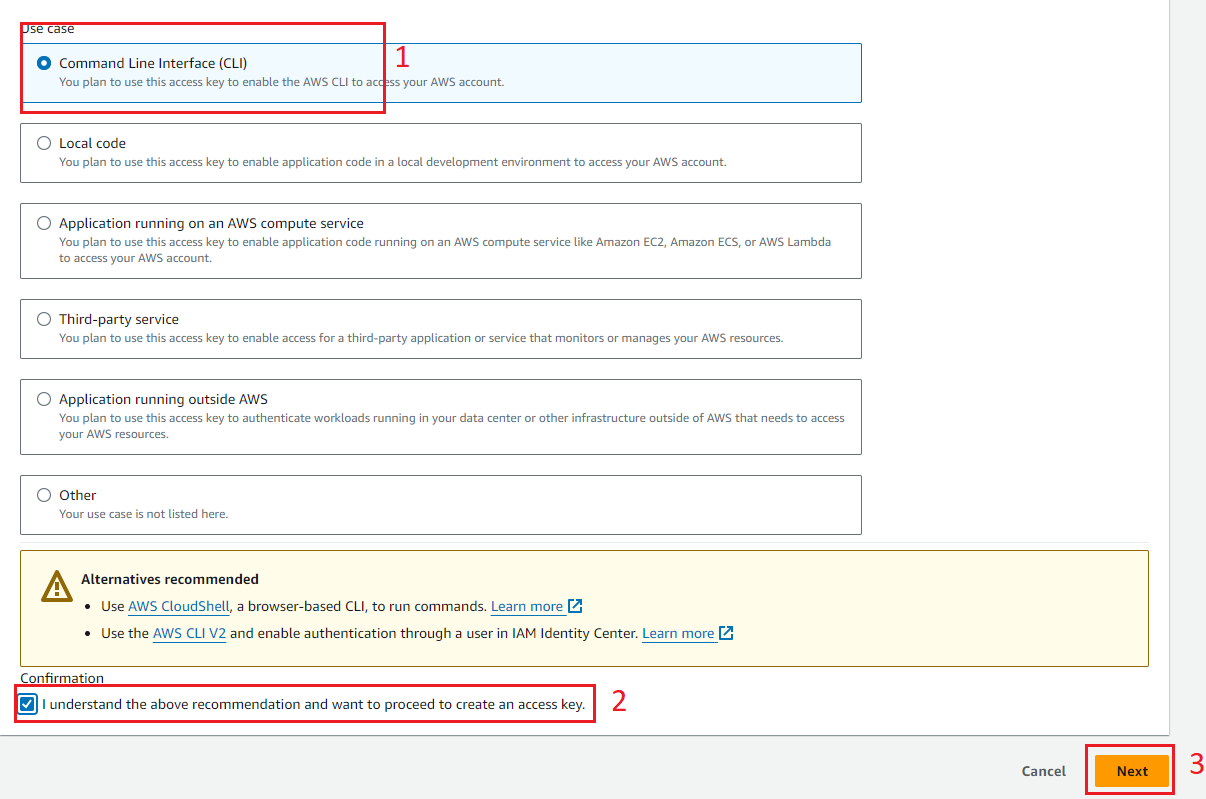 Use case
Command Line Interface (CLI)
1
You plan to use this access key to enable the AWS CLI to access your AWS account.
Local code
You plan to use this access key to enable application code in a local development environment to access your AWS account.
Application running on an AWS compute service
You plan to use this access key to enable application code running on an AWS compute service like Amazon EC2, Amazon ECS, or AWS Lambda
to access your AWS account.
Third-party service
You plan to use this access key to enable access for a third-party application or service that monitors or manages your AWS resources.
Application running outside AWS
You plan to use this access key to authenticate workloads running in your data center or other infrastructure outside of AWS that needs to access
your AWS resources.
Other
Your use case is not listed here.
Alternatives recommended
• Use AWS CloudShell, a browser-based CLI, to run commands. Learn more
• Use the AWS CLI V2 and enable authentication through a user in IAM Identity Center. Learn more
Confirmation
I understand the above recommendation and want to proceed to create an access key.
2
Cancel
Next
3